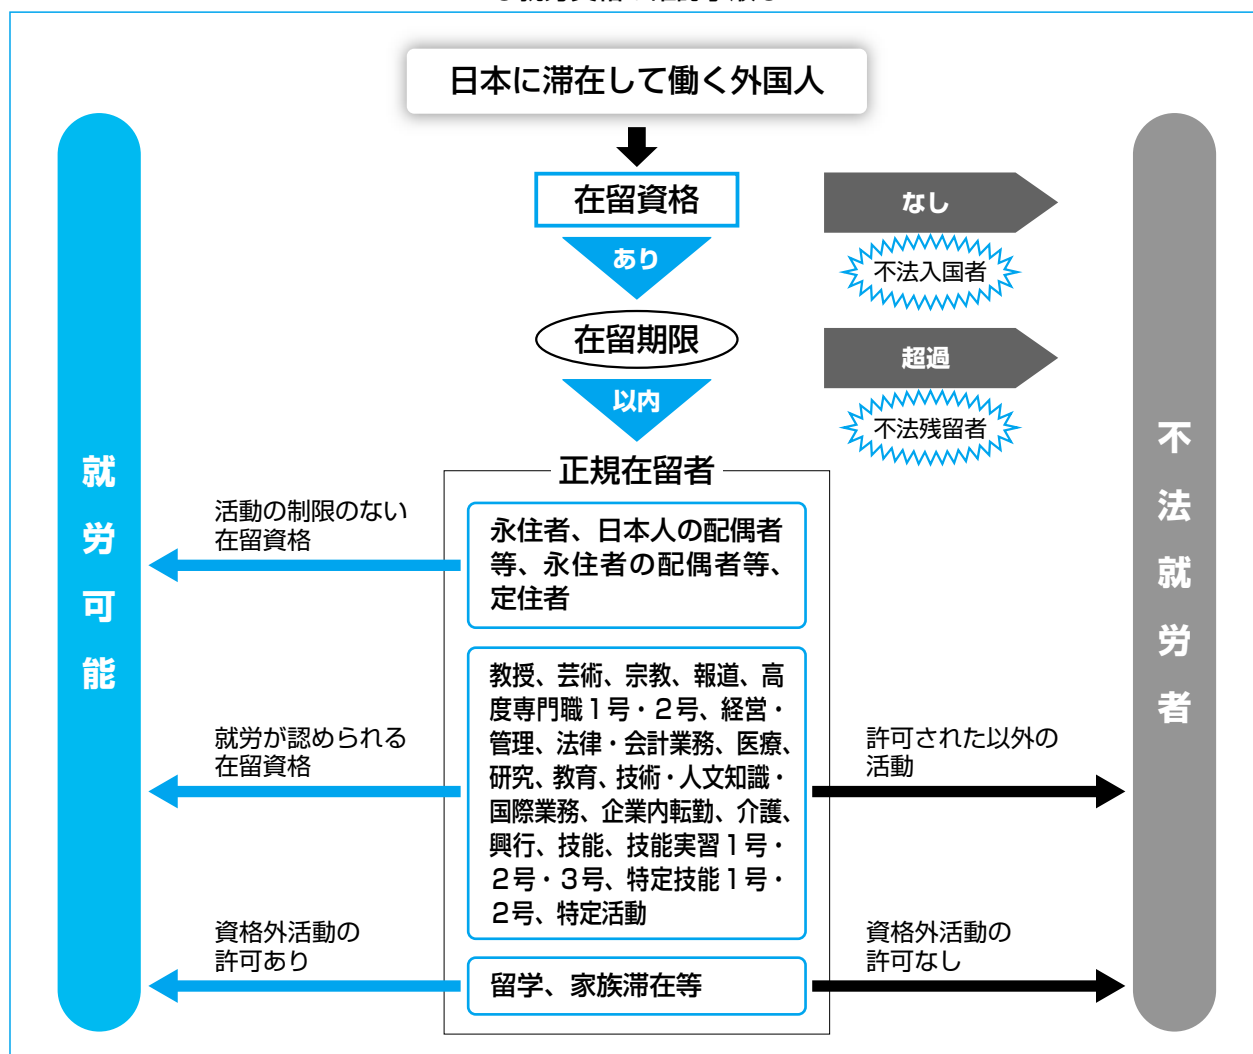 日本に滞在して働く外国人
在留資格
なし
不法入国者
あり
在留期限
超過
不法残留者
以内
就労可能
不法就労者
正規在留者
活動の制限のない
在留資格
永住者、日本人の配偶者
等、永住者の配偶者等、
定住者
就労が認められる
在留資格
教授、芸術、宗教、報道、高
度専門職１号・２号、経営・
管理、法律・会計業務、医療、
研究、教育、技術・人文知識・
国際業務、企業内転勤、介護、
興行、技能、技能実習１号・
２号・３号、特定技能１号・
２号、特定活動
許可された以外の
活動
資格外活動の
許可あり
留学、家族滞在等
資格外活動の
許可なし